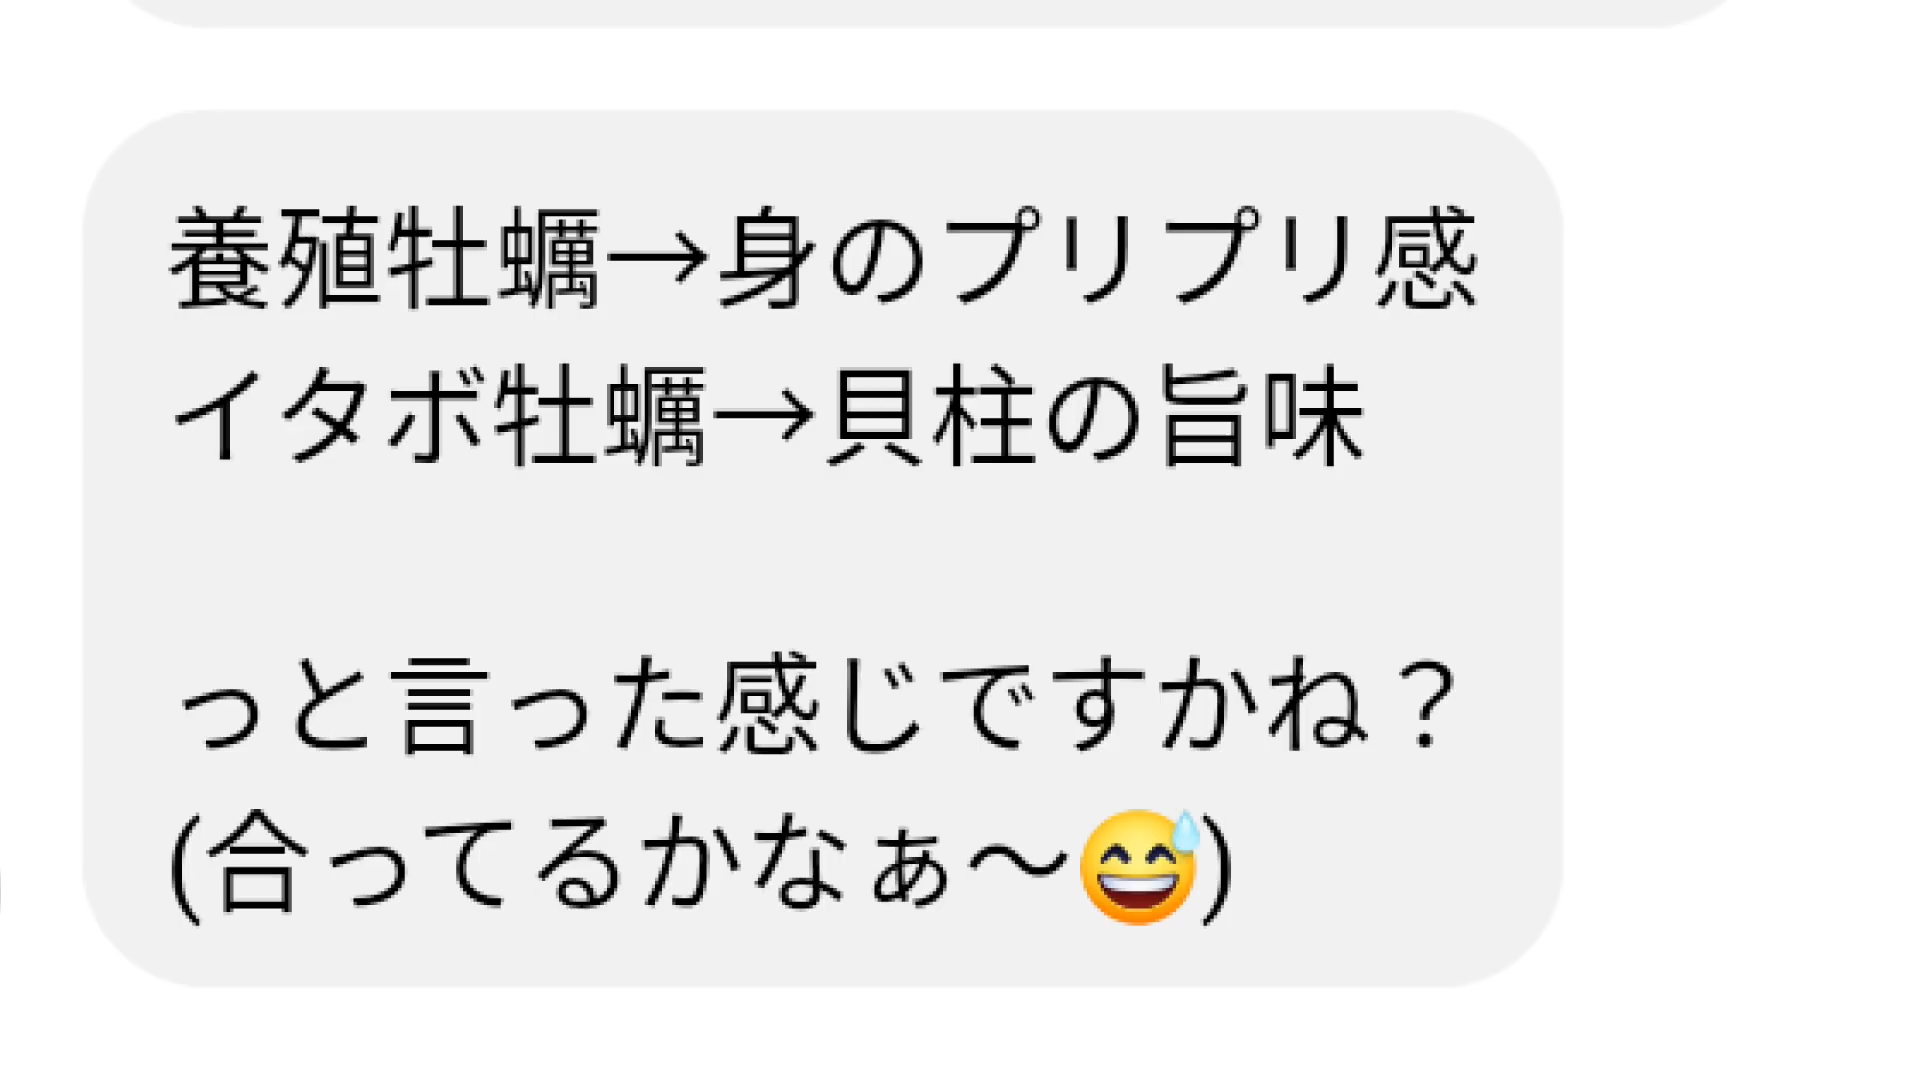 養殖牡蠣→身のプリプリ感
イタボ牡蠣→貝柱の旨味
っと言った感じですかね？
(合ってるかなぁ〜😅)